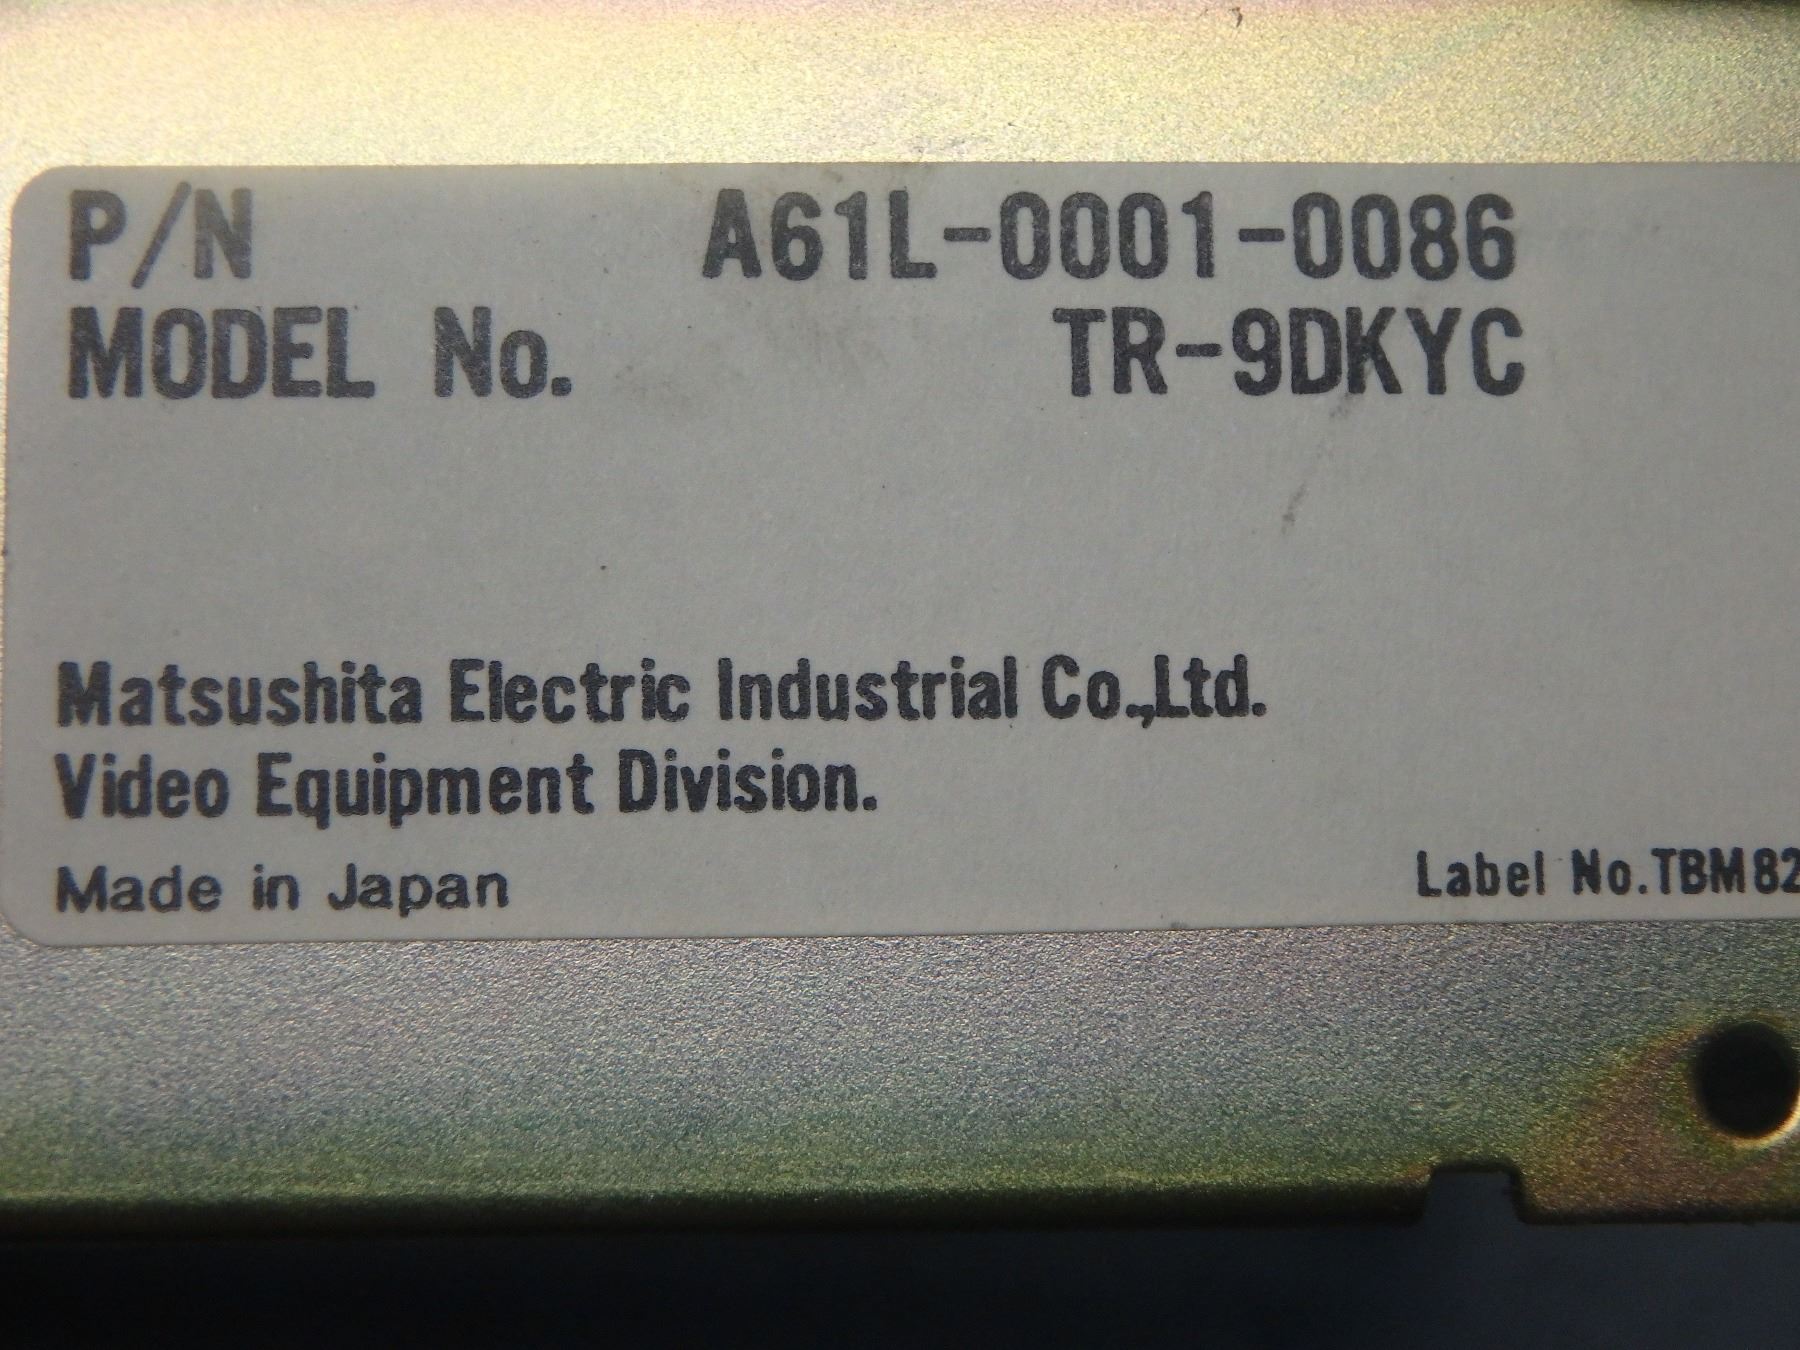 P/N A61L-0001-0086
MODEL No. TR-9DKYC
Matsushita Electric Industrial Co.,Ltd.
Video Equipment Division.
Made in Japan
Label No.TBM82